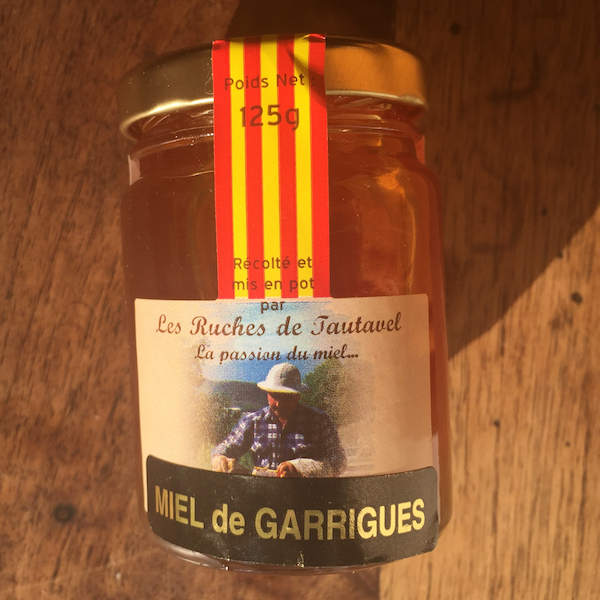 Poids Net :
125g
Récolté et
mis en pot
par
Les Ruches de Tautavel
La passion du miel...
MIEL de GARRIGUES